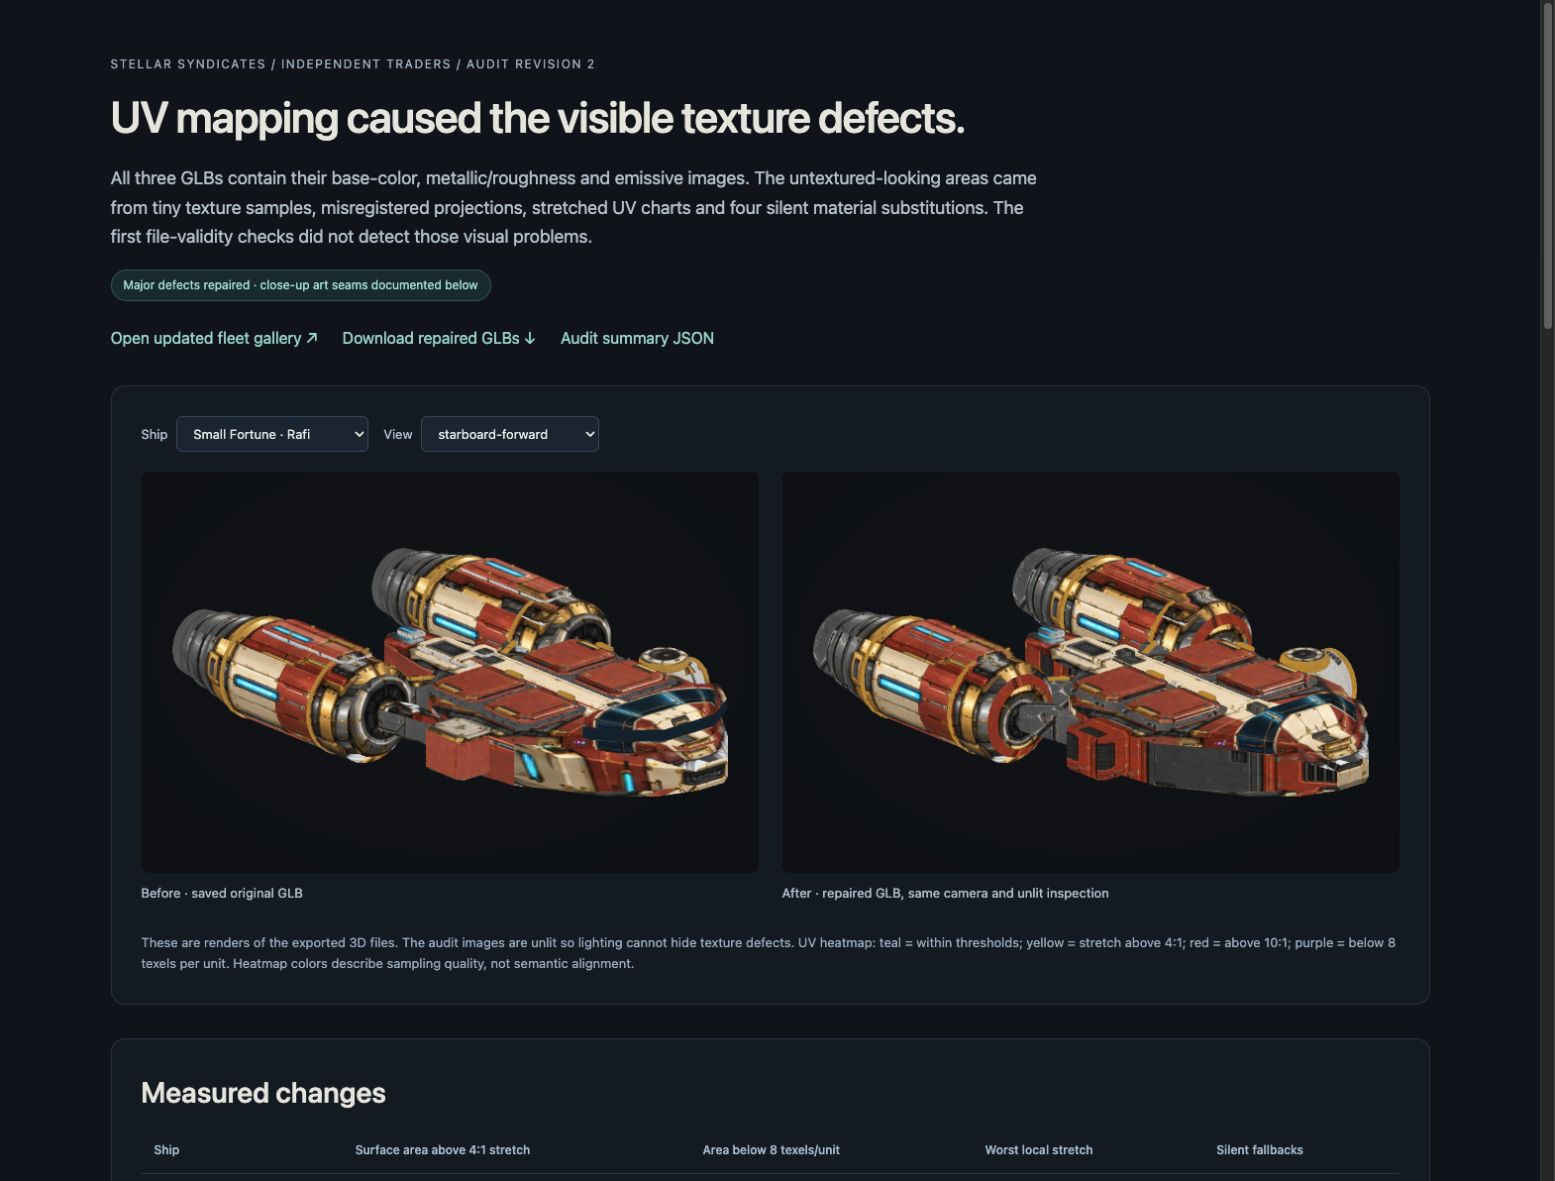 STELLAR SYNDICATES / INDEPENDENT TRADERS / AUDIT REVISION 2
UV mapping caused the visible texture defects.
All three GLBs contain their base-color, metallic/roughness and emissive images. The untextured-looking areas came
from tiny texture samples, misregistered projections, stretched UV charts and four silent material substitutions. The
first file-validity checks did not detect those visual problems.
Major defects repaired · close-up art seams documented below
Open updated fleet gallery ↗ Download repaired GLBs ↓ Audit summary JSON
Ship Small Fortune · Rafi View starboard-forward
Before · saved original GLB
After · repaired GLB, same camera and unlit inspection
These are renders of the exported 3D files. The audit images are unlit so lighting cannot hide texture defects. UV heatmap: teal = within thresholds; yellow = stretch above 4:1; red = above 10:1; purple = below 8
texels per unit. Heatmap colors describe sampling quality, not semantic alignment.
Measured changes
Ship Surface area above 4:1 stretch Area below 8 texels/unit Worst local stretch Silent fallbacks